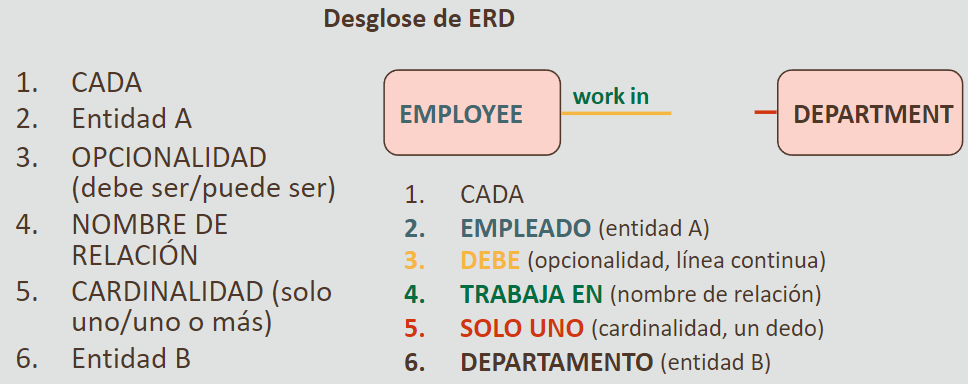 Desglose de ERD
1. CADA
2. Entidad A
3. OPCIONALIDAD
(debe ser/puede ser)
4. NOMBRE DE
RELACIÓN
5. CARDINALIDAD (solo
uno/uno o más)
6. Entidad B
EMPLOYEE
work in
DEPARTMENT
1. CADA
2. EMPLEADO (entidad A)
3. DEBE (opcionalidad, línea continua)
4. TRABAJA EN (nombre de relación)
5. SOLO UNO (cardinalidad, un dedo)
6. DEPARTAMENTO (entidad B)